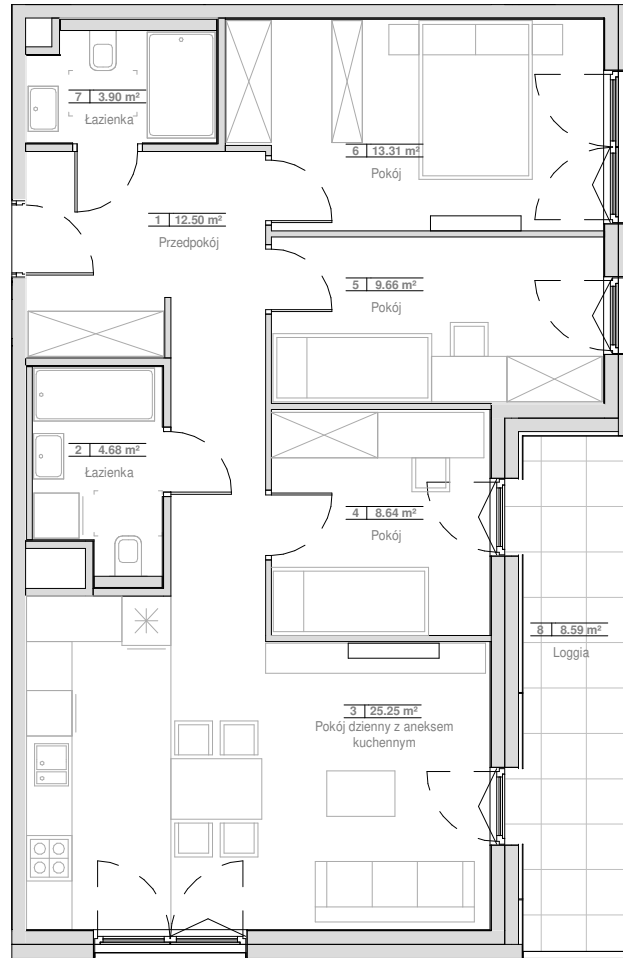 7 3.90 m²
Łazienka
6 13.31 m²
Pokój
1 12.50 m²
Przedpokój
5 9.66 m²
Pokój
2 4.68 m²
Łazienka
4 8.64 m²
Pokój
8 8.59 m²
Loggia
3 25.25 m²
Pokój dzienny z aneksem
kuchennym